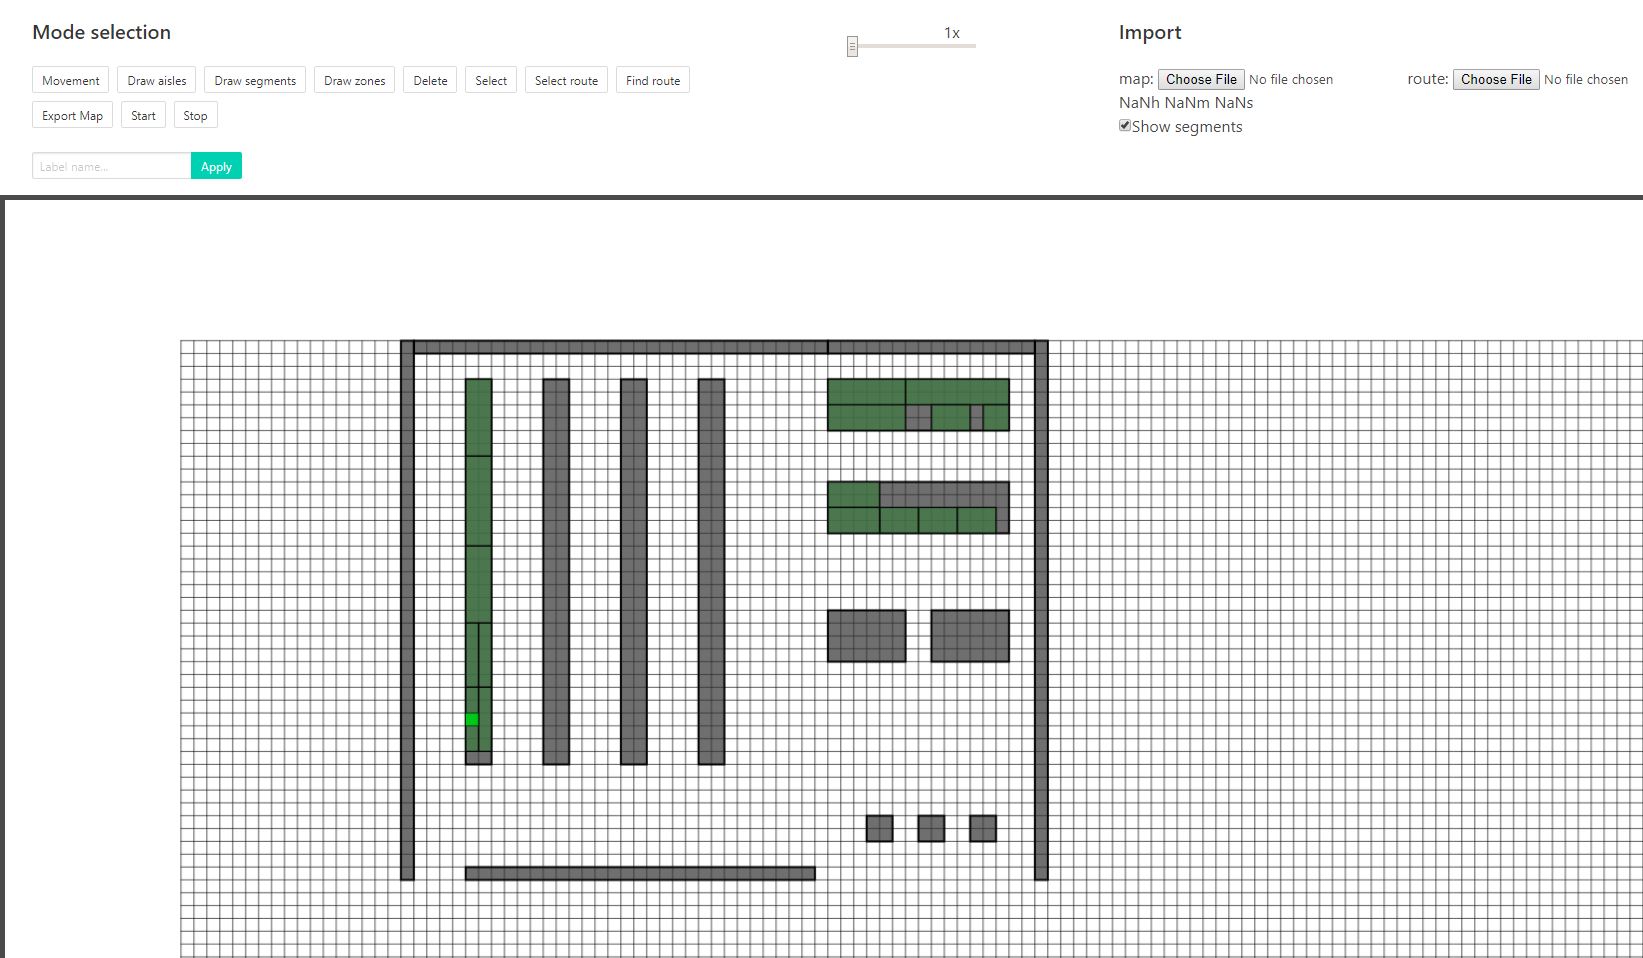 Mode selection
1x
Import
Movement Draw aisles Draw segments Draw zones Delete Select Select route Find route
map: Choose File No file chosen route: Choose File No file chosen
NaNh NaNm NaNs
Export Map Start Stop
Show segments
Label name... Apply